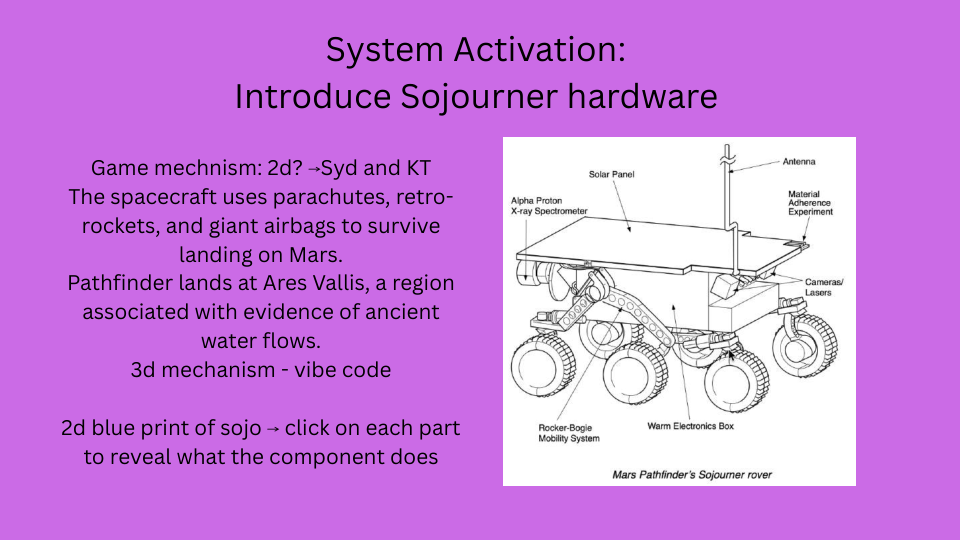 System Activation:
Introduce Sojourner hardware
Game mechnism: 2d? →Syd and KT
The spacecraft uses parachutes, retro-
rockets, and giant airbags to survive
landing on Mars.
Pathfinder lands at Ares Vallis, a region
associated with evidence of ancient
water flows.
3d mechanism - vibe code
2d blue print of sojo → click on each part
to reveal what the component does
Antenna
Solar Panel
Material
Adherence
Experiment
Alpha Proton
X-ray Spectrometer
Cameras/
Lasers
Rocker-Bogie
Mobility System
Warm Electronics Box
Mars Pathfinder's Sojourner rover